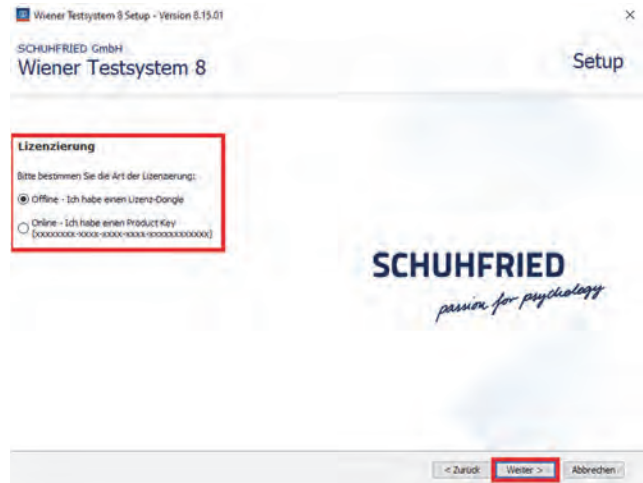 Wiener Testsystem 8 Setup - Version 8.15.01
SCHUHFRIED GmbH
Wiener Testsystem 8
Setup
Lizenzierung
Bitte bestimmen Sie die Art der Lizenzierung:
Offline - Ich habe einen Lizenz-Dongle
Online - Ich habe einen Product Key
[xxxxxxxx-xxxx-xxxx-xxxx-xxxxxxxxxxxx]
SCHUHFRIED
passion for psychology
< Zurück
Weiter >
Abbrechen